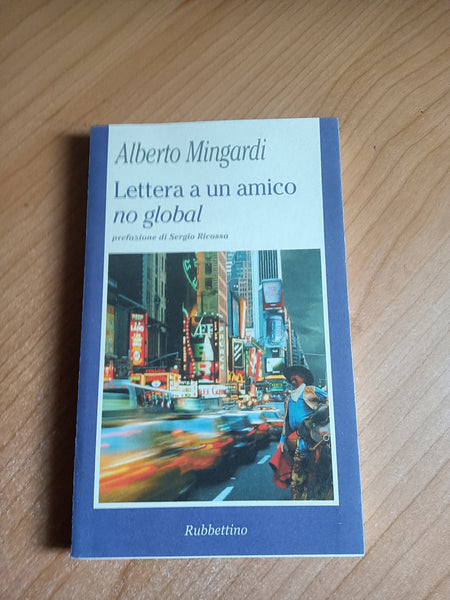 Alberto Mingardi
Lettera a un amico
no global
prefazione di Sergio Ricossa
Rubbettino